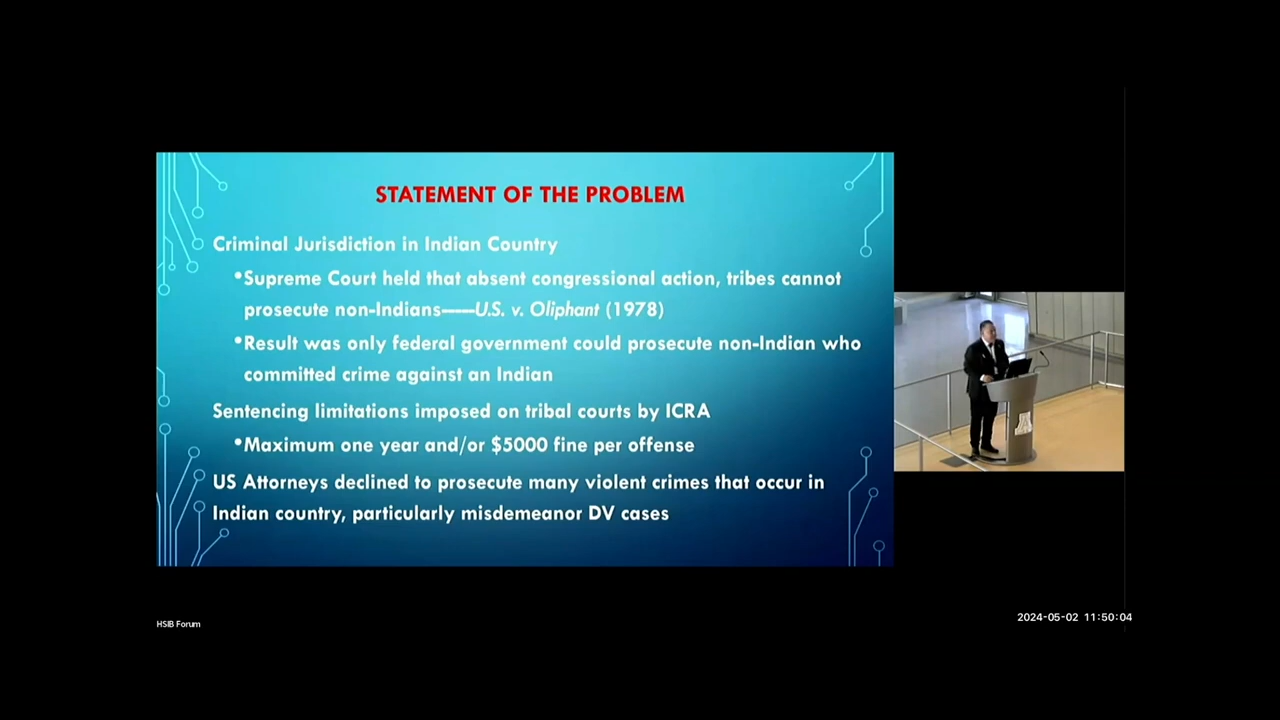 STATEMENT OF THE PROBLEM
Criminal Jurisdiction in Indian Country
•Supreme Court held that absent congressional action, tribes cannot
prosecute non-Indians——U.S. v. Oliphant (1978)
•Result was only federal government could prosecute non-Indian who
committed crime against an Indian
Sentencing limitations imposed on tribal courts by ICRA
•Maximum one year and/or $5000 fine per offense
US Attorneys declined to prosecute many violent crimes that occur in
Indian country, particularly misdemeanor DV cases
A
HSIB Forum
2024-05-02 11:50:04